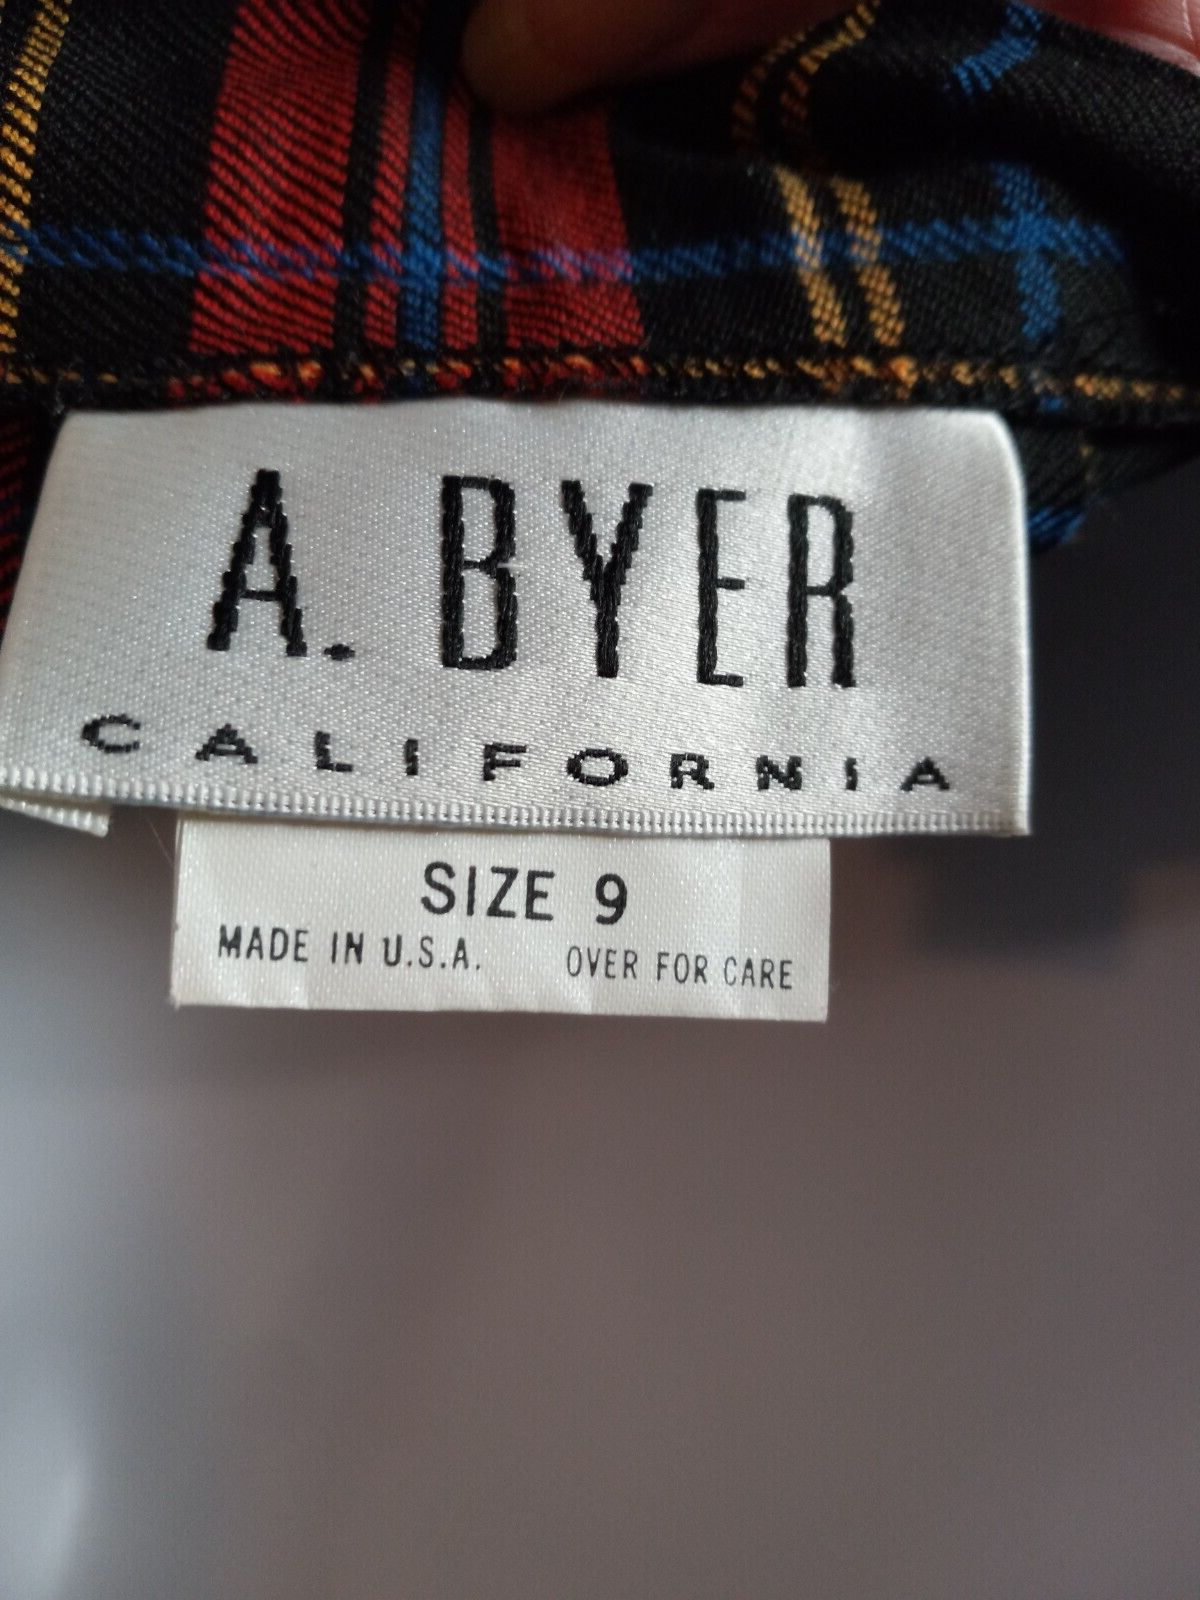 A. BYER
CALIFORNIA
SIZE 9
MADE IN U.S.A. OVER FOR CARE